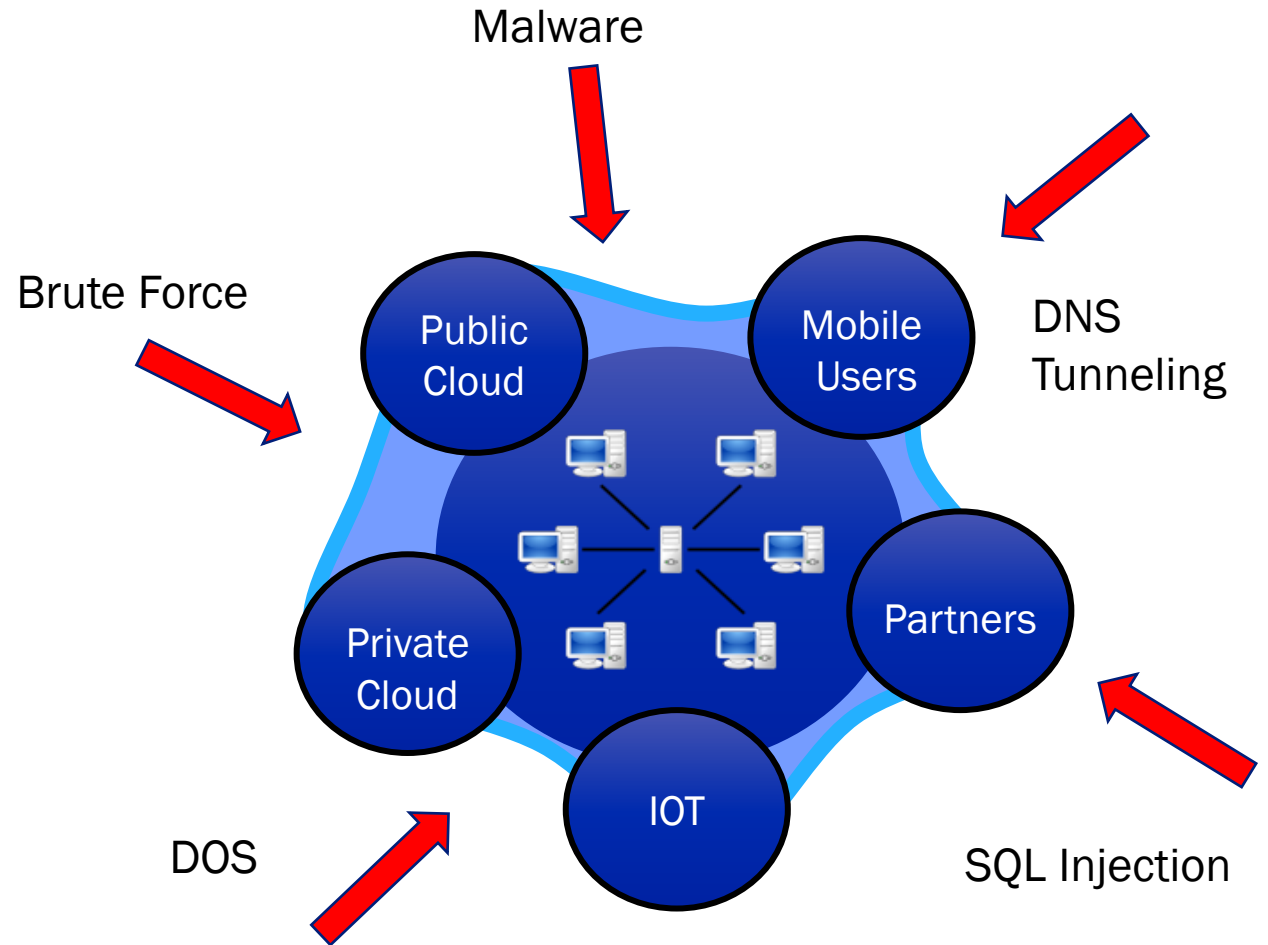 Malware
Brute Force
Public
Cloud
Mobile
Users
DNS
Tunneling
Private
Cloud
Partners
IOT
DOS
SQL Injection